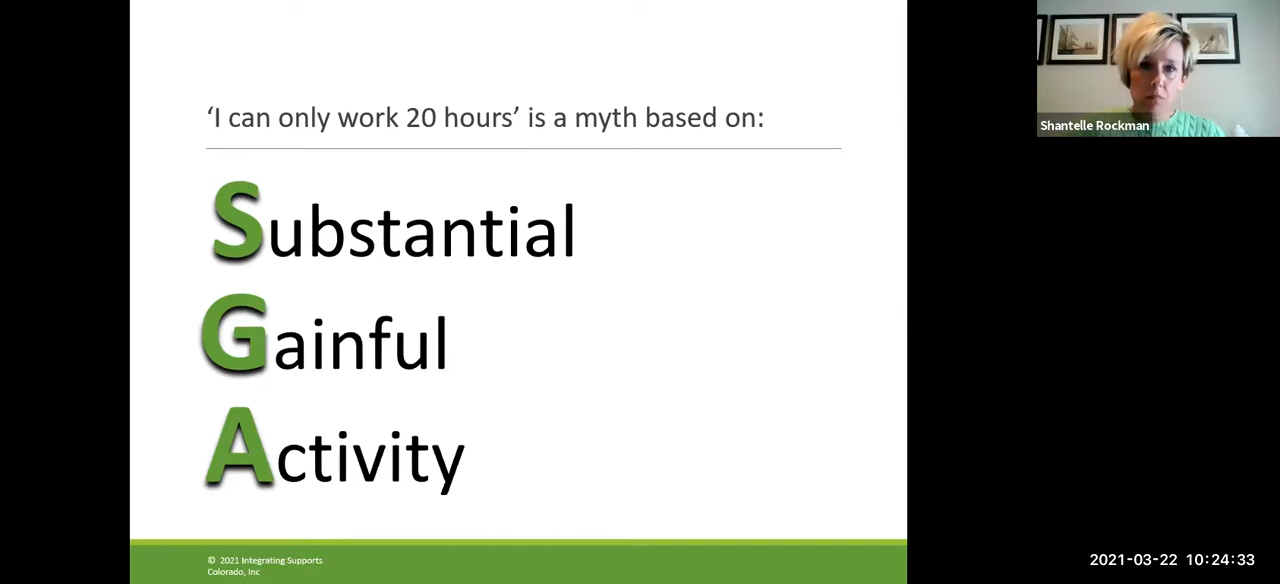 ‘I can only work 20 hours’ is a myth based on:
Substantial
Gainful
Activity
© 2021 Integrating Supports
Colorado, Inc
Shantelle Rockman
2021-03-22 10:24:33